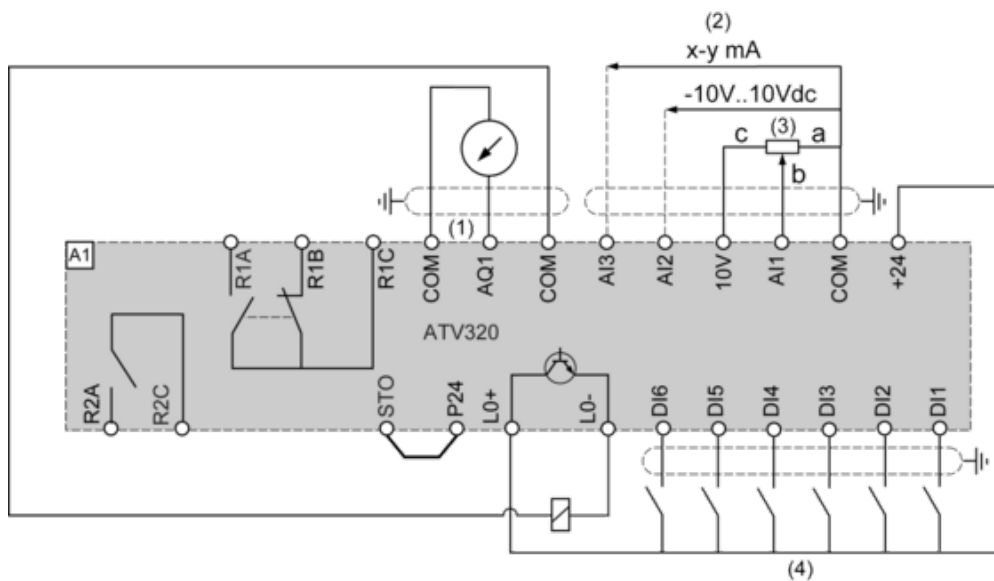 (2)
x-y mA
-10V..10Vdc
c (3) a
b
(1)
A1
R1A R1B R1C COM AQ1 COM AI3 AI2 10V AI1 COM +24
ATV320
R2A R2C STO P24 L0+ L0- DI6 DI5 DI4 DI3 DI2 DI1
(4)